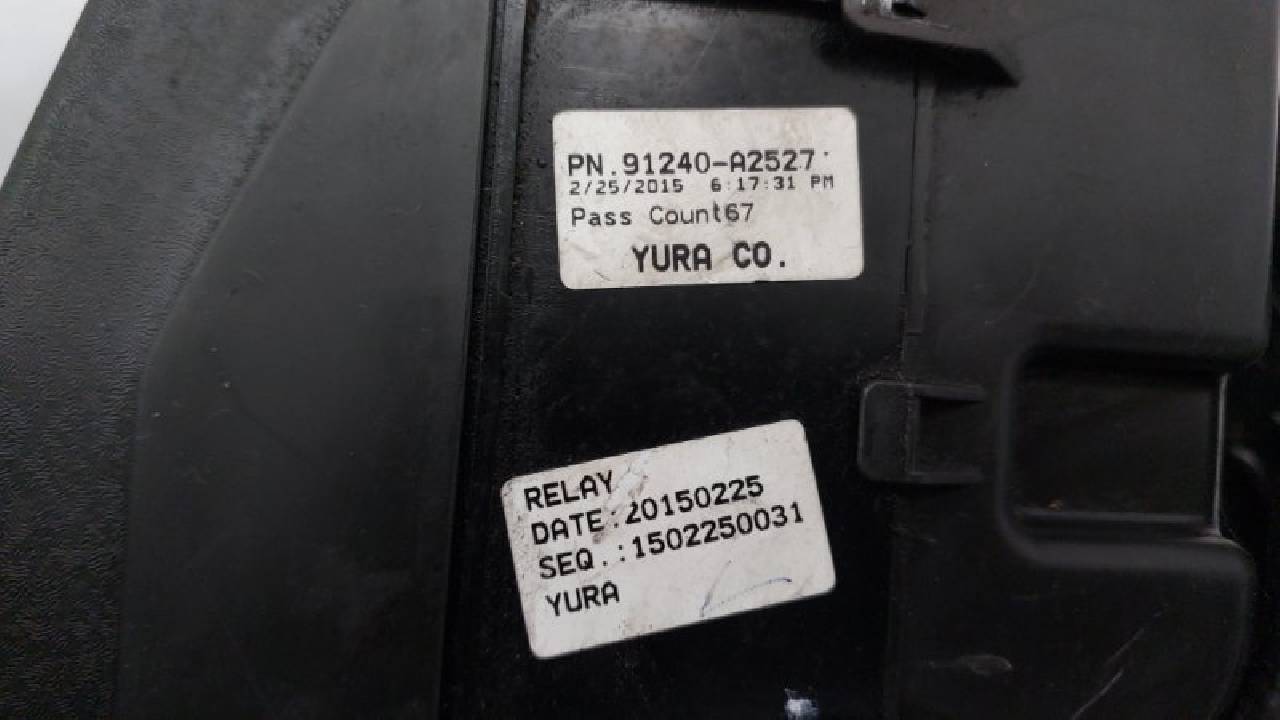 PN.91240-A2527
2/25/2015 6:17:31 PM
Pass Count67
YURA CO.
RELAY
DATE:20150225
SEQ.:1502250031
YURA